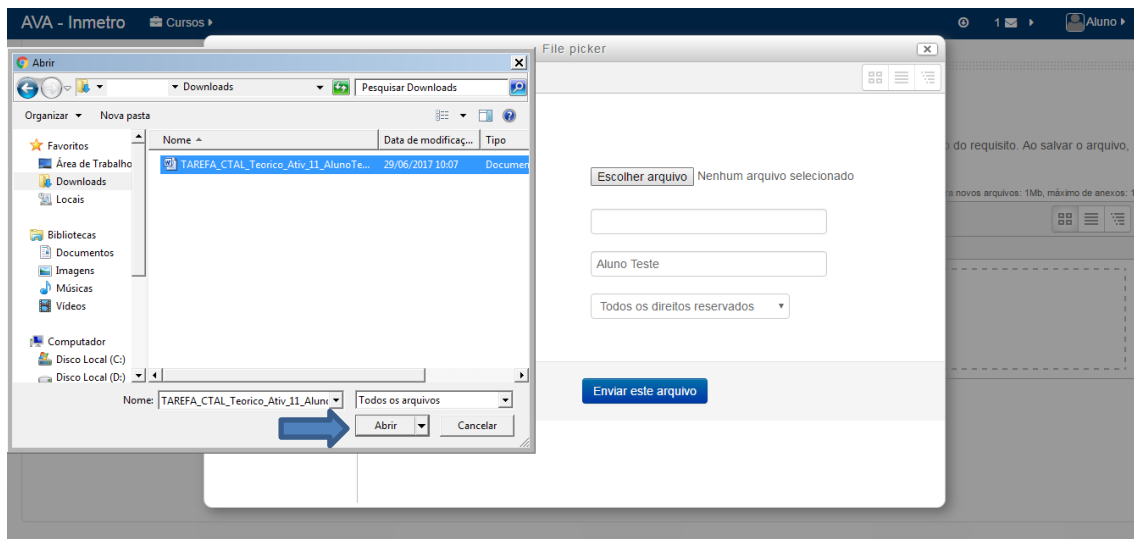 AVA - Inmetro Cursos 1 Aluno
File picker
Abrir
Downloads Pesquisar Downloads
Organizar Nova pasta
Favoritos
Área de Trabalho
Downloads
Locais
Bibliotecas
Documentos
Imagens
Músicas
Vídeos
Computador
Disco Local (C:)
Disco Local (D:)
Nome Data de modificaç... Tipo
TAREFA_CTAL_Teorico_Ativ_11_AlunoTe... 29/06/2017 10:07 Documen
Nome: TAREFA_CTAL_Teorico_Ativ_11_Alun Todos os arquivos
Abrir Cancelar
Escolher arquivo Nenhum arquivo selecionado
Aluno Teste
Todos os direitos reservados
Enviar este arquivo
do requisito. Ao salvar o arquivo,
novos arquivos: 1Mb, máximo de anexos: 1